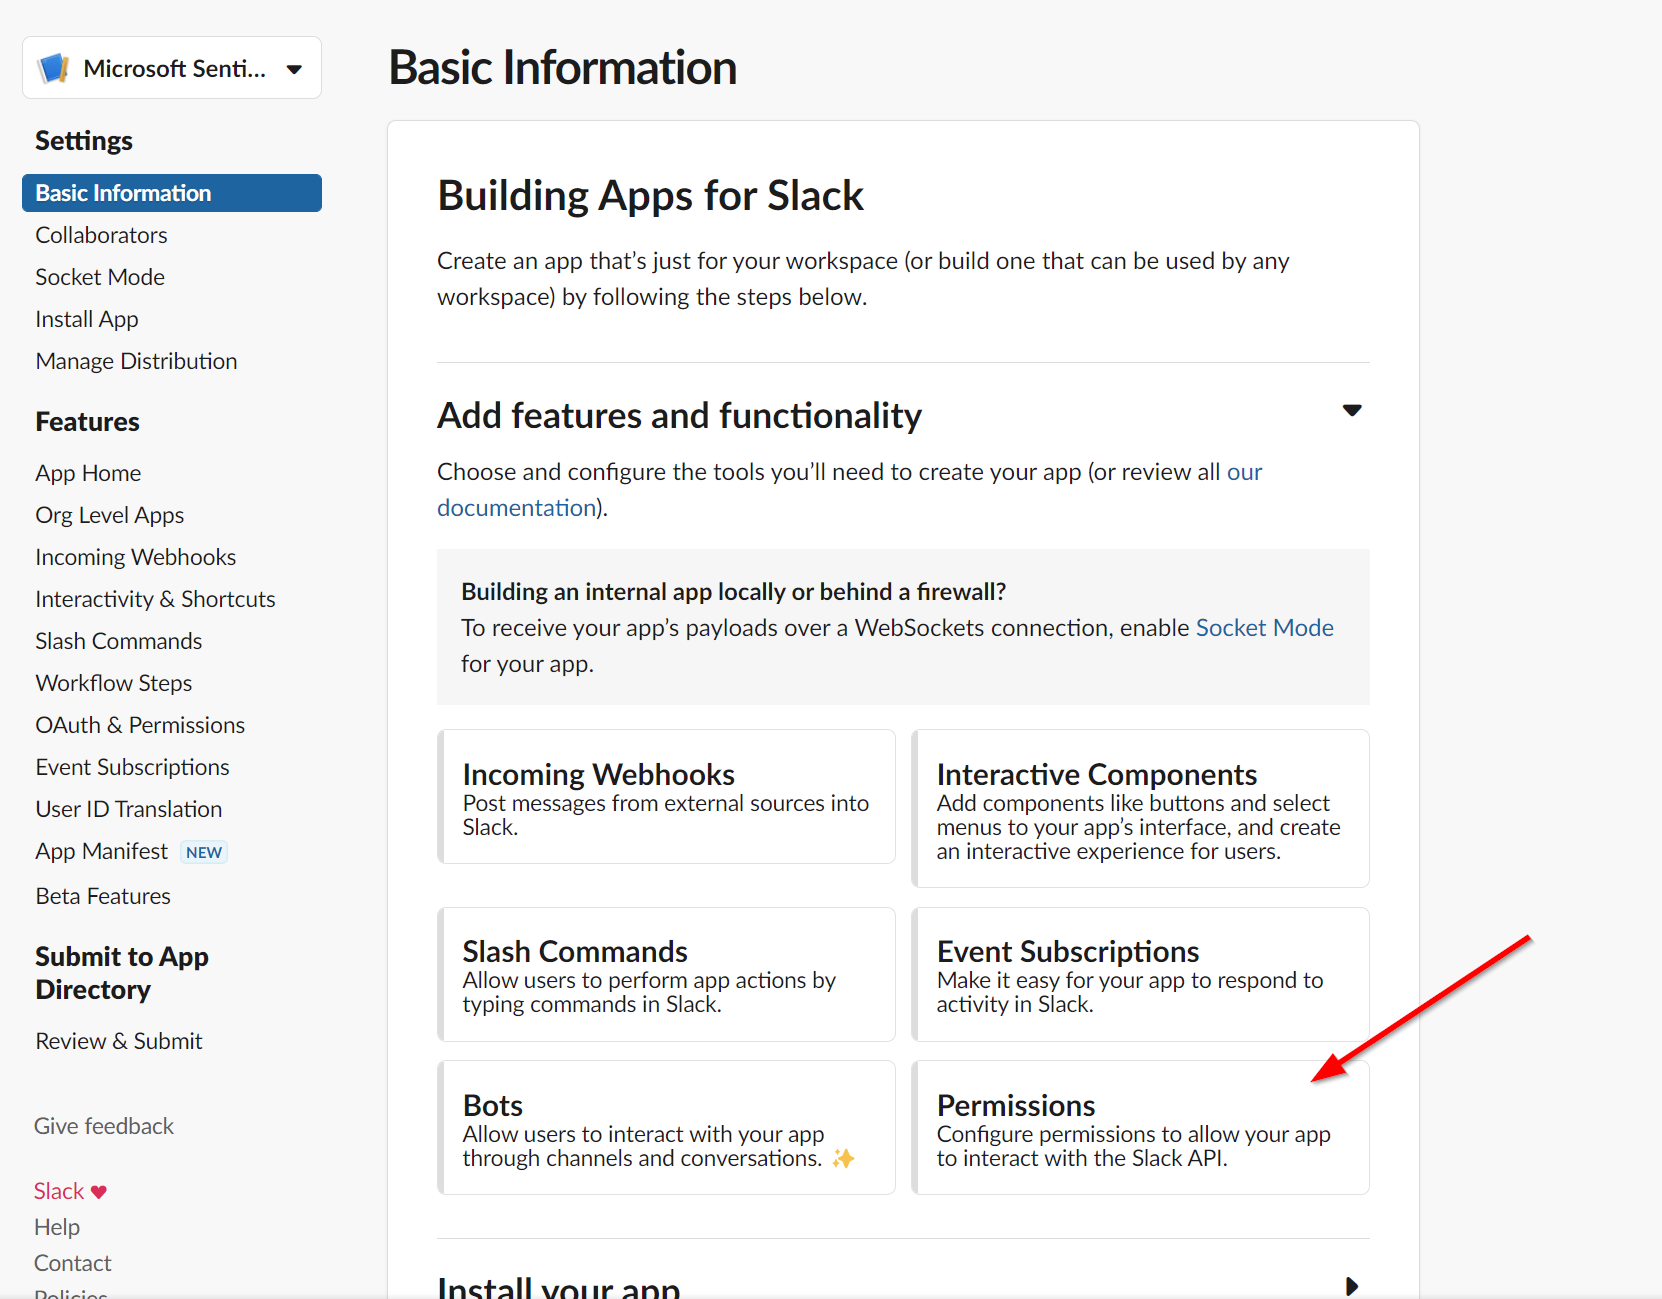 Microsoft Senti...
Settings
Basic Information
Collaborators
Socket Mode
Install App
Manage Distribution
Features
App Home
Org Level Apps
Incoming Webhooks
Interactivity & Shortcuts
Slash Commands
Workflow Steps
OAuth & Permissions
Event Subscriptions
User ID Translation
App Manifest NEW
Beta Features
Submit to App
Directory
Review & Submit
Give feedback
Slack ♥
Help
Contact
Policies
Basic Information
Building Apps for Slack
Create an app that’s just for your workspace (or build one that can be used by any
workspace) by following the steps below.
Add features and functionality
Choose and configure the tools you’ll need to create your app (or review all our
documentation).
Building an internal app locally or behind a firewall?
To receive your app’s payloads over a WebSockets connection, enable Socket Mode
for your app.
Incoming Webhooks
Post messages from external sources into
Slack.
Interactive Components
Add components like buttons and select
menus to your app’s interface, and create
an interactive experience for users.
Slash Commands
Allow users to perform app actions by
typing commands in Slack.
Event Subscriptions
Make it easy for your app to respond to
activity in Slack.
Bots
Allow users to interact with your app
through channels and conversations. ✨
Permissions
Configure permissions to allow your app
to interact with the Slack API.
Install your app